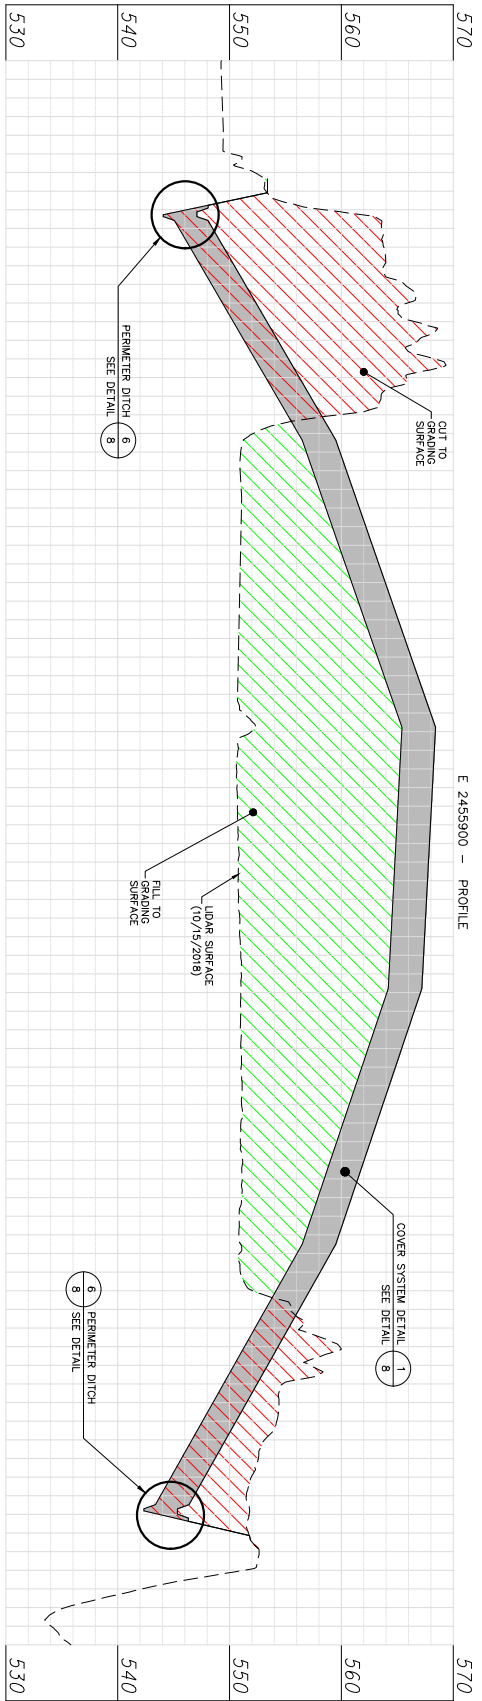 570
560
550
540
530
E 2455900 - PROFILE
CUT TO
GRADING
SURFACE
PERIMETER DITCH
SEE DETAIL
6
8
FILL TO
GRADING
SURFACE
LIDAR SURFACE
(10/15/2018)
COVER SYSTEM DETAIL
SEE DETAIL
1
8
6
8
PERIMETER DITCH
SEE DETAIL
570
560
550
540
530